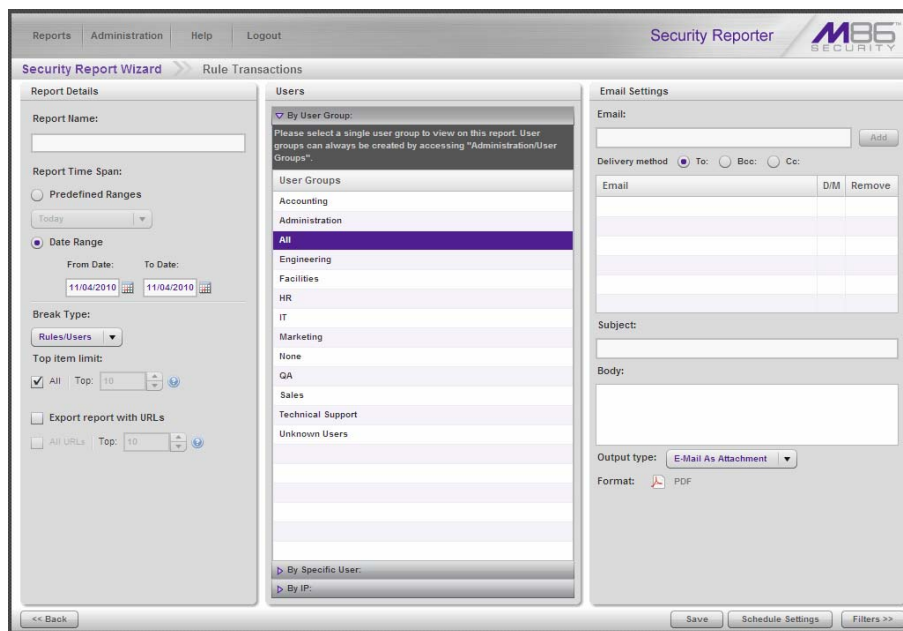 Reports Administration Help Logout
Security Reporter
M86
SECURITY
Security Report Wizard Rule Transactions
Report Details
Report Name:
Report Time Span:
Predefined Ranges
Today
Date Range
From Date: To Date:
11/04/2010 11/04/2010
Break Type:
Rules/Users
Top item limit:
All Top: 10
Export report with URLs
All URLs Top: 10
Users
By User Group:
Please select a single user group to view on this report. User
groups can always be created by accessing "Administration/User
Groups".
User Groups
Accounting
Administration
All
Engineering
Facilities
HR
IT
Marketing
None
QA
Sales
Technical Support
Unknown Users
By Specific User:
By IP:
Email Settings
Email:
Add
Delivery method To: Bcc: Cc:
Email D/M Remove
Subject:
Body:
Output type: E-Mail As Attachment
Format: PDF
<< Back Save Schedule Settings Filters >>